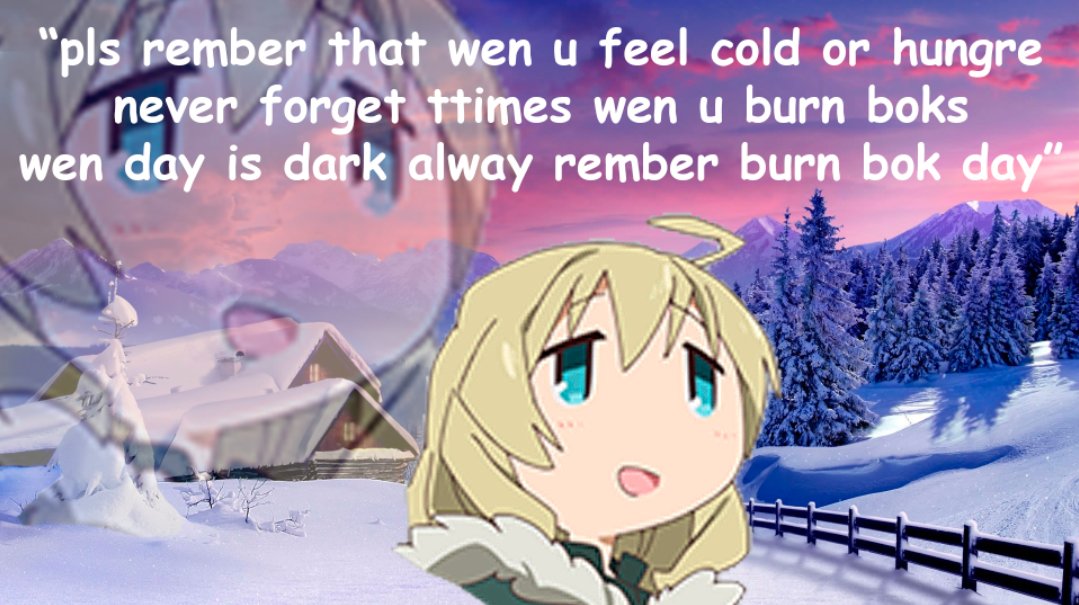 “pls rember that wen u feel cold or hungre
never forget ttimes wen u burn boks
wen day is dark alway rember burn bok day”